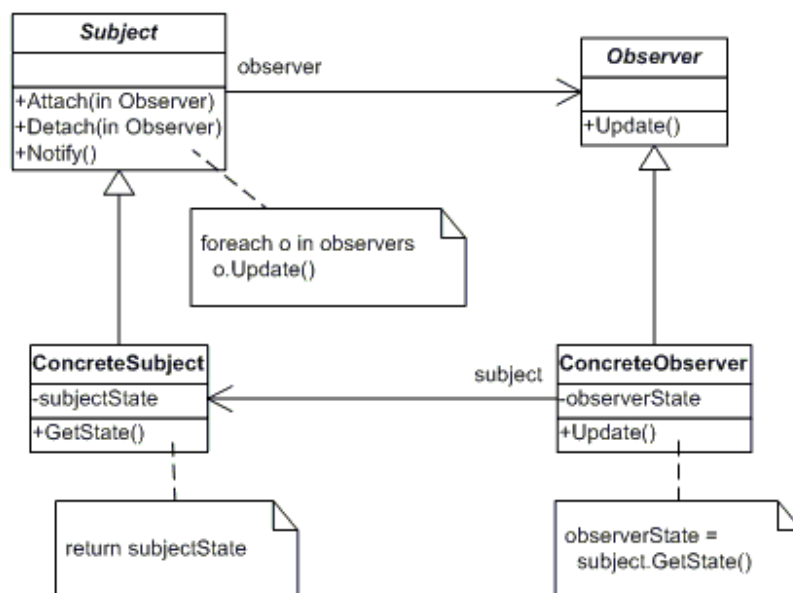 Subject
+Attach(in Observer)
+Detach(in Observer)
+Notify()
observer
Observer
+Update()
foreach o in observers
o.Update()
ConcreteSubject
-subjectState
+GetState()
subject
ConcreteObserver
-observerState
+Update()
return subjectState
observerState =
subject.GetState()